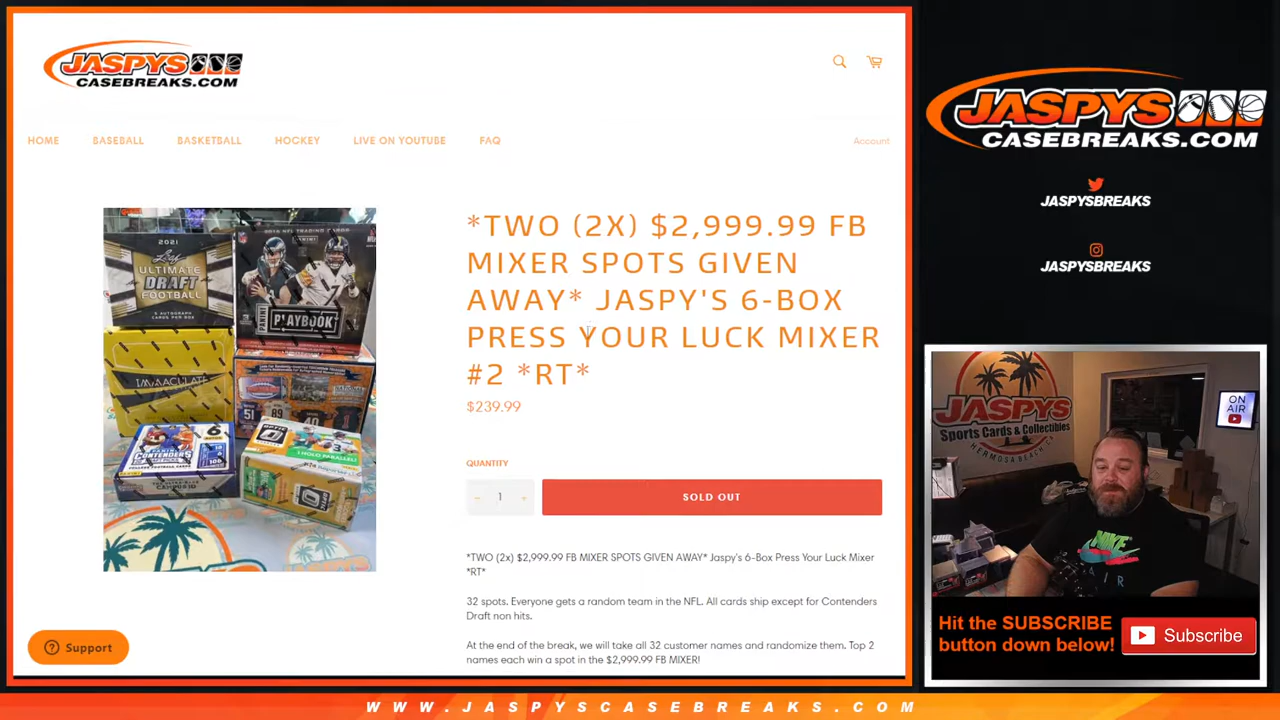 JASPYS
CASEBREAKS.COM
HOME
BASEBALL
BASKETBALL
HOCKEY
LIVE ON YOUTUBE
FAQ
Account
2021
Leaf
ULTIMATE
DRAFT
FOOTBALL
PANINI
PLAYBOOK
IMMACULATE
51
89
40
CONTENDERS
OPTIC
*TWO (2X) $2,999.99 FB
MIXER SPOTS GIVEN
AWAY* JASPY'S 6-BOX
PRESS YOUR LUCK MIXER
#2 *RT*
$239.99
QUANTITY
− 1 +
SOLD OUT
*TWO (2x) $2,999.99 FB MIXER SPOTS GIVEN AWAY* Jaspy's 6-Box Press Your Luck Mixer
*RT*
32 spots. Everyone gets a random team in the NFL. All cards ship except for Contenders
Draft non hits.
At the end of the break, we will take all 32 customer names and randomize them. Top 2
names each win a spot in the $2,999.99 FB MIXER!
Support
JASPYS
CASEBREAKS.COM
JASPYSBREAKS
JASPYSBREAKS
JASPYS
Sports Cards & Collectibles
HERMOSA BEACH
ON
AIR
NIKE
AIR
Hit the SUBSCRIBE
button down below!
Subscribe
WWW.JASPYSCASEBREAKS.COM